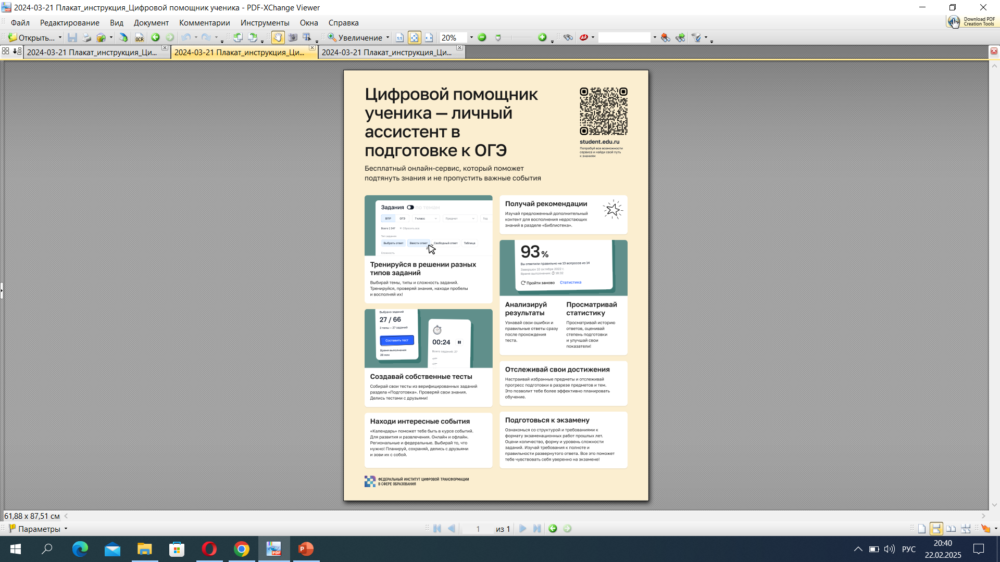 2024-03-21 Плакат_инструкция_Цифровой помощник ученика - PDF-XChange Viewer
Файл Редактирование Вид Документ Комментарии Инструменты Окна Справка
Download PDF
Creation Tools
Открыть... OCR Увеличение 1:1 20%
2024-03-21 Плакат_инструкция_Ци...
2024-03-21 Плакат_инструкция_Ци...
2024-03-21 Плакат_инструкция_Ци...
Цифровой помощник
ученика — личный
ассистент в
подготовке к ОГЭ
student.edu.ru
Попробуй все возможности
сервиса и найди свой путь
к знаниям
Бесплатный онлайн-сервис, который поможет
подтянуть знания и не пропустить важные события
Задания по темам
ВПР ОГЭ 7 класс Предмет Год
Всего 1 347 × Сбросить все
Тип задания
Выбрать ответ Ввести ответ Свободный ответ Таблица
Сложность
Тренируйся в решении разных
типов заданий
Выбирай темы, типы и сложность заданий.
Тренируйся, проверяй знания, находи пробелы
и восполняй их!
Выбрано заданий
27 / 66
3 темы — 27 заданий
Составить тест
Время выполнения
28 мин
00:24
Всего заданий: 27
Создавай собственные тесты
Собирай свои тесты из верифицированных заданий
раздела «Подготовка». Проверяй свои знания.
Делись тестами с друзьями!
Находи интересные события
«Календарь» поможет тебе быть в курсе событий.
Для развития и развлечения. Онлайн и офлайн.
Региональные и федеральные. Выбирай то, что
нужно! Планируй, сохраняй, делись с друзьями
и зови их с собой.
Получай рекомендации
Изучай предложенный дополнительный
контент для восполнения недостающих
знаний в разделе «Библиотека».
93 %
Вы ответили правильно на 13 вопросов из 14
Завершен 10 октября 2022 г.
Время выполнения: 16:32
Пройти заново Статистика
Анализируй
результаты
Узнавай свои ошибки и
правильные ответы сразу
после прохождения
теста.
Просматривай
статистику
Просматривай историю
ответов, оценивай
степень подготовки
и улучшай свои
показатели!
Отслеживай свои достижения
Настраивай избранные предметы и отслеживай
прогресс подготовки в разрезе предметов и тем.
Это позволит тебе более эффективно планировать
обучение.
Подготовься к экзамену
Ознакомься со структурой и требованиями к
формату экзаменационных работ прошлых лет.
Оцени количество, форму и уровень сложности
заданий. Изучай требования к полноте и
правильности развернутого ответа. Все это поможет
тебе чувствовать себя уверенно на экзамене!
ФЕДЕРАЛЬНЫЙ ИНСТИТУТ ЦИФРОВОЙ ТРАНСФОРМАЦИИ
В СФЕРЕ ОБРАЗОВАНИЯ
61,88 x 87,51 см
Параметры
1 из 1
РУС
20:40
22.02.2025